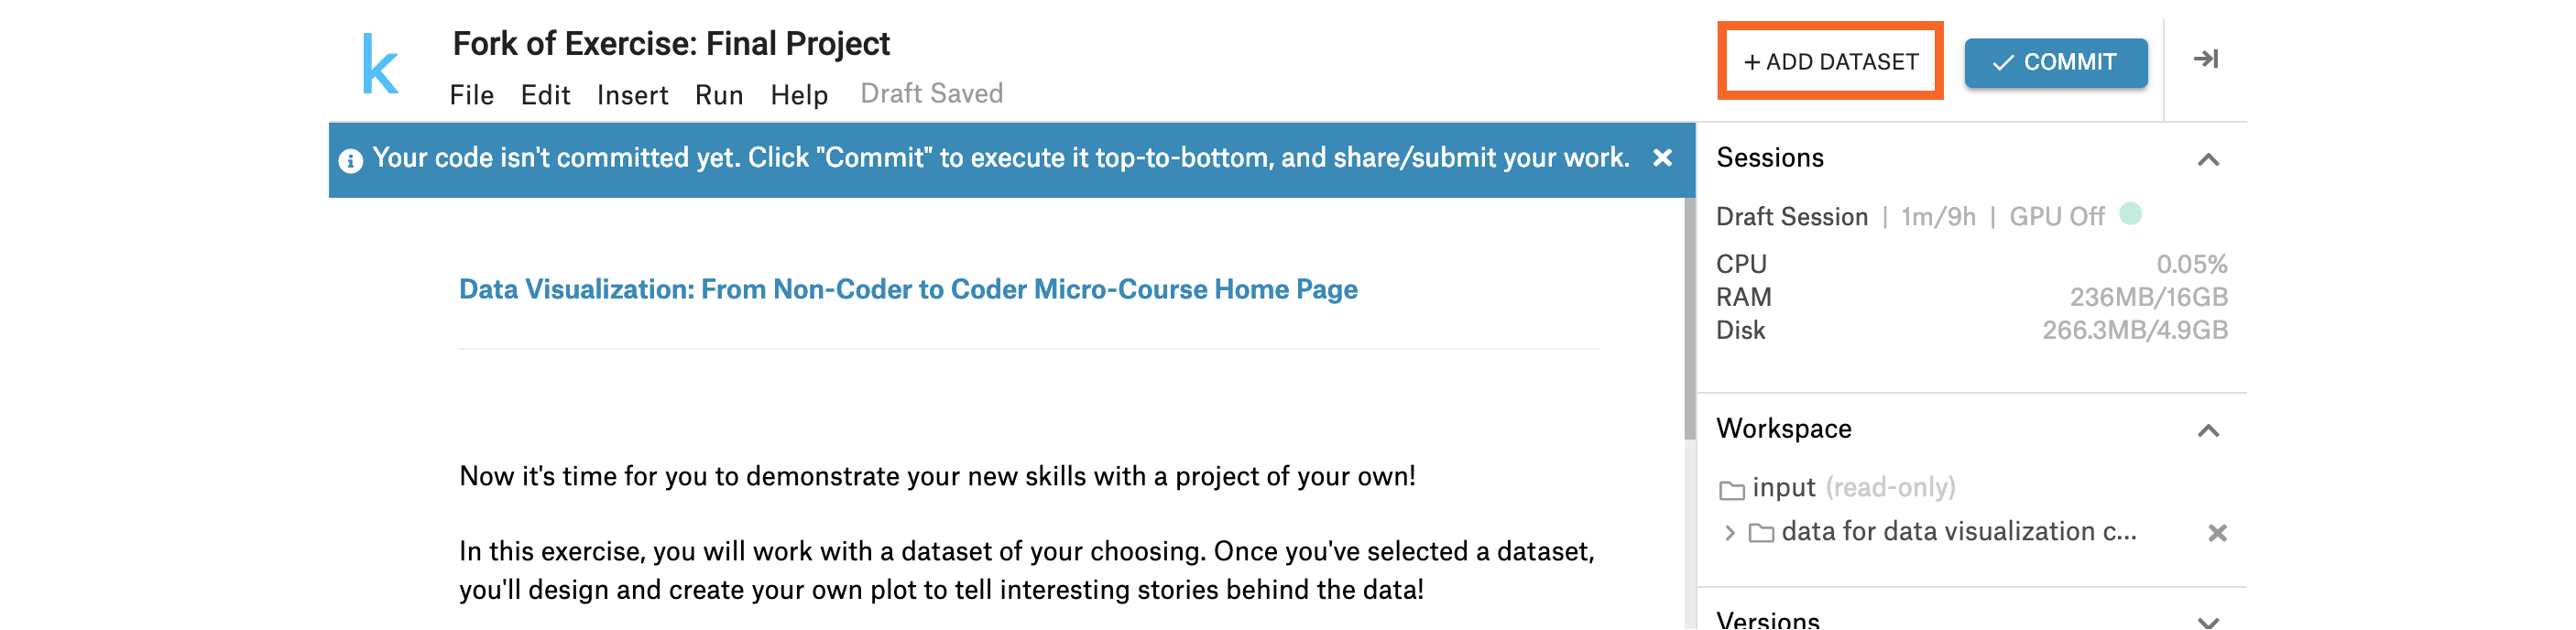 k
Fork of Exercise: Final Project
File Edit Insert Run Help Draft Saved
+ ADD DATASET
✓ COMMIT
Your code isn't committed yet. Click "Commit" to execute it top-to-bottom, and share/submit your work.
Data Visualization: From Non-Coder to Coder Micro-Course Home Page
Now it's time for you to demonstrate your new skills with a project of your own!
In this exercise, you will work with a dataset of your choosing. Once you've selected a dataset,
you'll design and create your own plot to tell interesting stories behind the data!
Sessions
Draft Session | 1m/9h | GPU Off
CPU 0.05%
RAM 236MB/16GB
Disk 266.3MB/4.9GB
Workspace
input (read-only)
data for data visualization c...
Versions